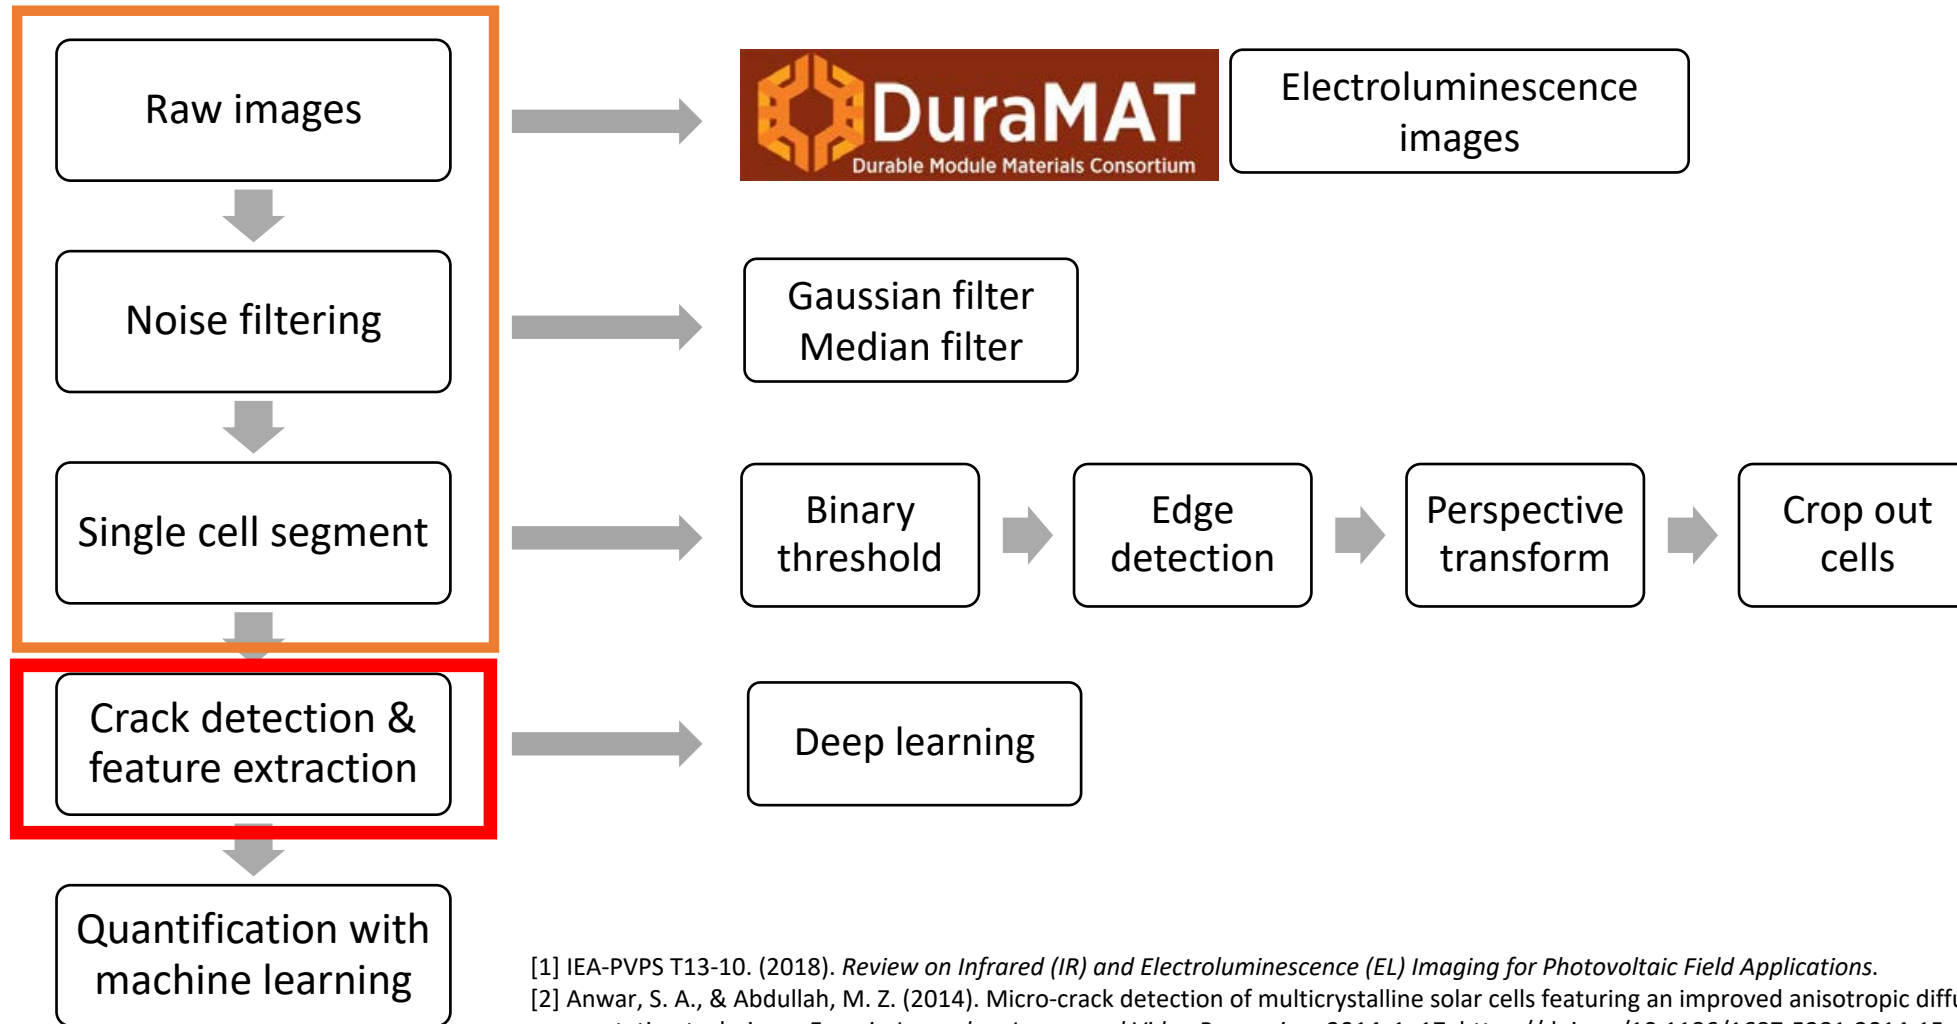 Raw images
DuraMAT
Durable Module Materials Consortium
Electroluminescence
images
Noise filtering
Gaussian filter
Median filter
Single cell segment
Binary
threshold
Edge
detection
Perspective
transform
Crop out
cells
Crack detection &
feature extraction
Deep learning
Quantification with
machine learning
[1] IEA-PVPS T13-10. (2018). Review on Infrared (IR) and Electroluminescence (EL) Imaging for Photovoltaic Field Applications.
[2] Anwar, S. A., & Abdullah, M. Z. (2014). Micro-crack detection of multicrystalline solar cells featuring an improved anisotropic